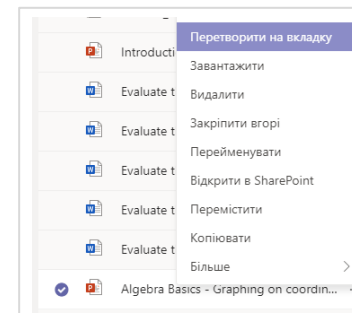 Перетворити на вкладку
Introducti
Завантажити
Evaluate t
Видалити
Закріпити вгорі
Evaluate t
Перейменувати
Evaluate t
Відкрити в SharePoint
Evaluate t
Перемістити
Копіювати
Evaluate t
Більше
Algebra Basics - Graphing on coordin...